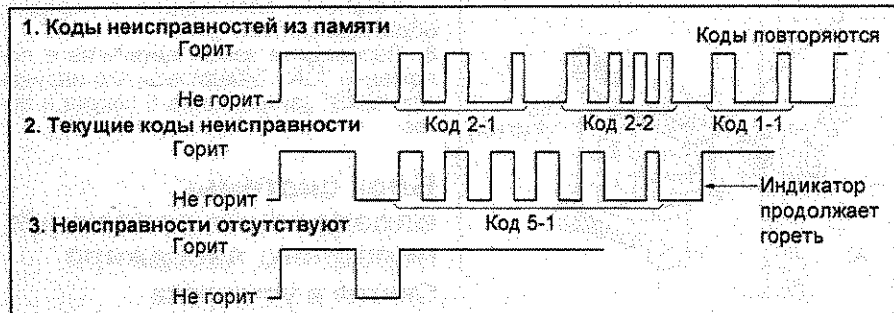 1. Коды неисправностей из памяти
Горит
Коды повторяются
Не горит
Код 2-1
Код 2-2
Код 1-1
2. Текущие коды неисправности
Горит
Не горит
Индикатор
продолжает
гореть
Код 5-1
3. Неисправности отсутствуют
Горит
Не горит